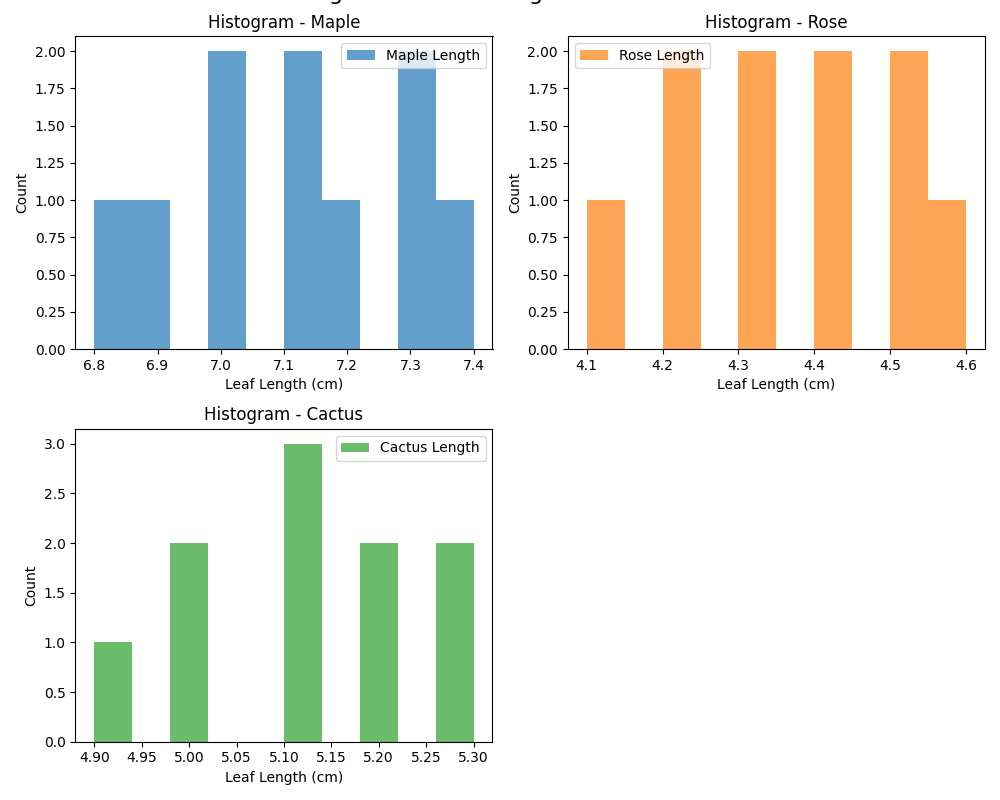 Histogram - Maple
Maple Length
2.00
1.75
1.50
1.25
1.00
0.75
0.50
0.25
0.00
Count
6.8 6.9 7.0 7.1 7.2 7.3 7.4
Leaf Length (cm)
Histogram - Rose
Rose Length
2.00
1.75
1.50
1.25
1.00
0.75
0.50
0.25
0.00
Count
4.1 4.2 4.3 4.4 4.5 4.6
Leaf Length (cm)
Histogram - Cactus
Cactus Length
3.0
2.5
2.0
1.5
1.0
0.5
0.0
Count
4.90 4.95 5.00 5.05 5.10 5.15 5.20 5.25 5.30
Leaf Length (cm)